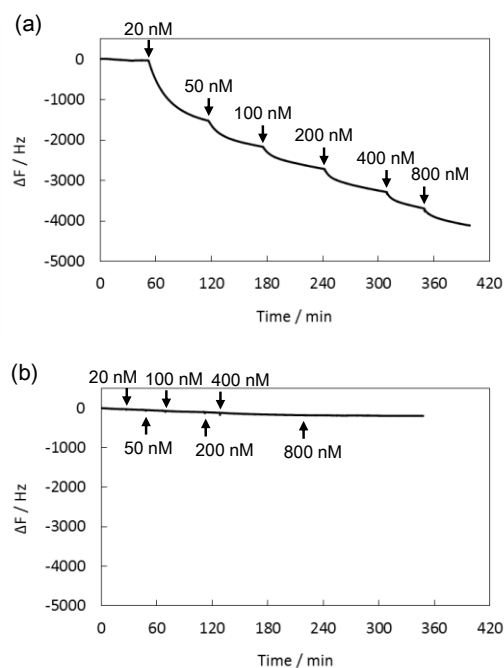 (a)
20 nM
50 nM
100 nM
200 nM
400 nM
800 nM
0
-1000
-2000
-3000
-4000
-5000
ΔF / Hz
0 60 120 180 240 300 360 420
Time / min
(b)
20 nM 100 nM 400 nM
50 nM 200 nM 800 nM
0
-1000
-2000
-3000
-4000
-5000
ΔF / Hz
0 60 120 180 240 300 360 420
Time / min